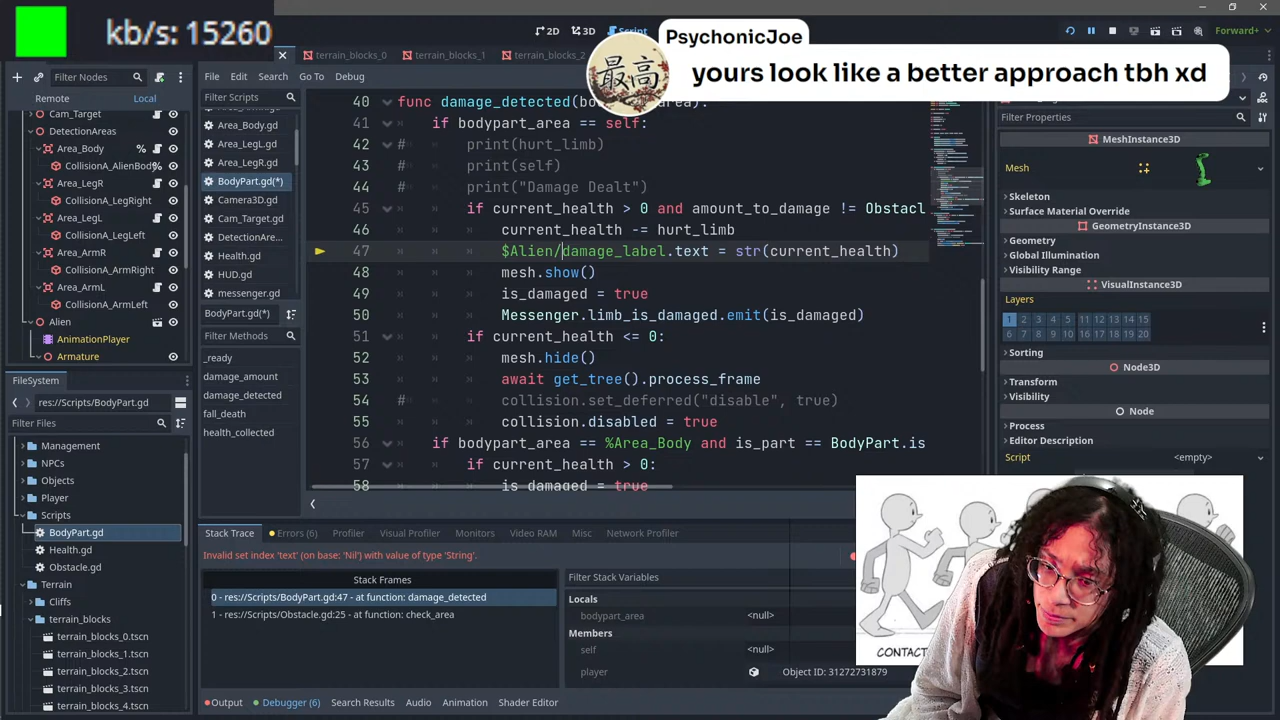 kb/s: 15260
PsychonicJoe
最高
yours look like a better approach tbh xd
2D
3D
Script
Forward+
terrain_blocks_0
terrain_blocks_1
terrain_blocks_2
Filter Nodes
Remote
Local
Cam_Target
DetectionAreas
Area_Body
CollisionA_AlienBody
Area_LegR
CollisionA_LegRight
Area_LegL
CollisionA_LegLeft
Area_ArmR
CollisionA_ArmRight
Area_ArmL
CollisionA_ArmLeft
Alien
AnimationPlayer
Armature
FileSystem
res://Scripts/BodyPart.gd
Filter Files
Management
NPCs
Objects
Player
Scripts
BodyPart.gd
Health.gd
Obstacle.gd
Terrain
Cliffs
terrain_blocks
terrain_blocks_0.tscn
terrain_blocks_1.tscn
terrain_blocks_2.tscn
terrain_blocks_3.tscn
terrain_blocks_4.tscn
File Edit Search Go To Debug
Filter Scripts
Area_Body.gd
Area_LegL.gd
Area_LegR.gd
BodyPart.gd(*)
Camera3D.gd
Cam_Target.gd
DetectionAre
Health.gd
HUD.gd
messenger.gd
BodyPart.gd(*)
Filter Methods
_ready
damage_amount
damage_detected
fall_death
health_collected
40 func damage_detected(bo
41 if bodypart_area == self:
42 # print(hurt_limb)
43 # print(self)
44 # print("Damage Dealt")
45 if current_health > 0 and amount_to_damage != Obstacl
46 current_health -= hurt_limb
47 $Alien/damage_label.text = str(current_health)
48 mesh.show()
49 is_damaged = true
50 Messenger.limb_is_damaged.emit(is_damaged)
51 if current_health <= 0:
52 mesh.hide()
53 await get_tree().process_frame
54 # collision.set_deferred("disable", true)
55 collision.disabled = true
56 if bodypart_area == %Area_Body and is_part == BodyPart.is
57 if current_health > 0:
58 is_damaged = true
Stack Trace
Errors (6)
Profiler
Visual Profiler
Monitors
Video RAM
Misc
Network Profiler
Invalid set index 'text' (on base: 'Nil') with value of type 'String'.
Stack Frames
0 - res://Scripts/BodyPart.gd:47 - at function: damage_detected
1 - res://Scripts/Obstacle.gd:25 - at function: check_area
Filter Stack Variables
Locals
bodypart_area <null>
Members
self <null>
player Object ID: 31272731879
Output
Debugger (6)
Search Results
Audio
Animation
Shader Editor
Filter Properties
MeshInstance3D
Mesh
Skeleton
Surface Material Override
GeometryInstance3D
Geometry
Global Illumination
Visibility Range
VisualInstance3D
Layers
1 2 3 4 5 11 12 13 14 15
6 7 8 9 10 16 17 18 19 20
Sorting
Node3D
Transform
Visibility
Node
Process
Editor Description
Script <empty>
CONTACT